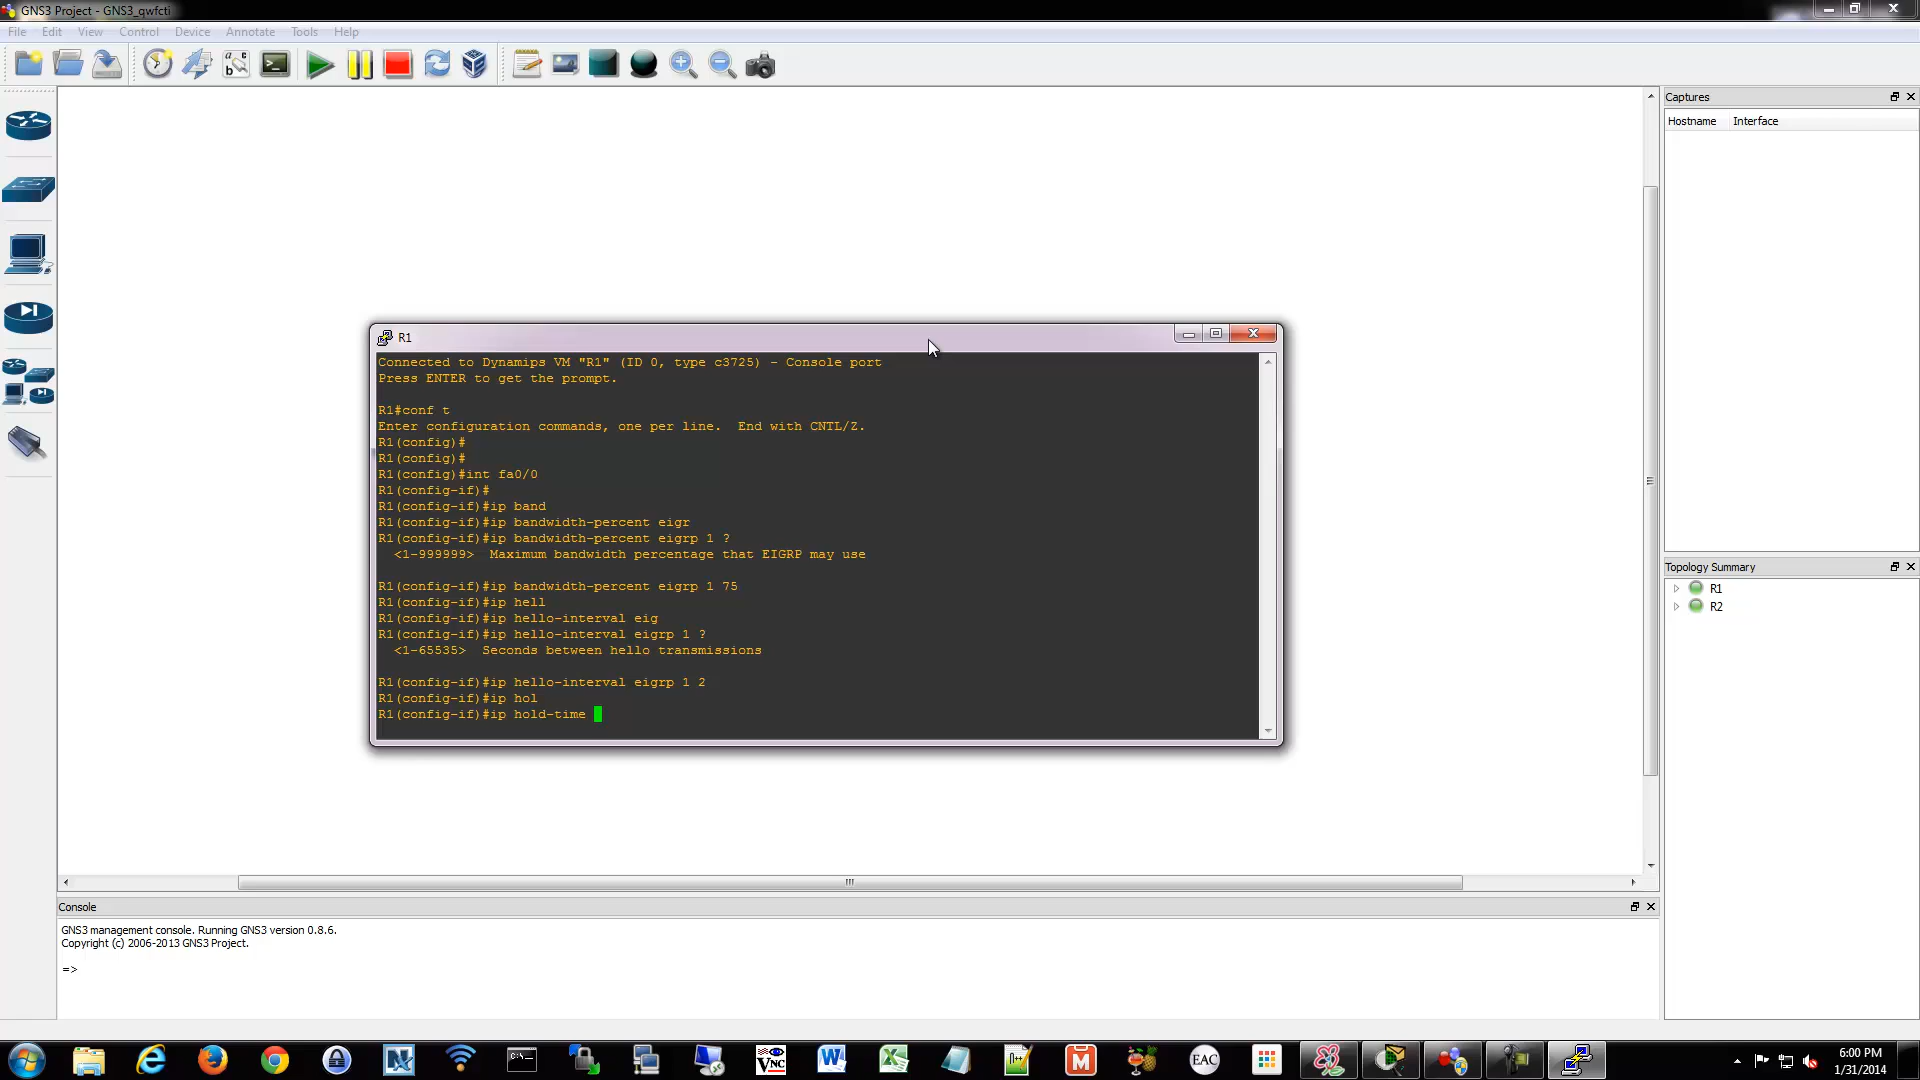 GNS3 Project - GNS3_qwfcti
File Edit View Control Device Annotate Tools Help
Captures
Hostname Interface
R1
Connected to Dynamips VM "R1" (ID 0, type c3725) - Console port
Press ENTER to get the prompt.
R1#conf t
Enter configuration commands, one per line.  End with CNTL/Z.
R1(config)#
R1(config)#
R1(config)#int fa0/0
R1(config-if)#
R1(config-if)#ip band
R1(config-if)#ip bandwidth-percent eigr
R1(config-if)#ip bandwidth-percent eigrp 1 ?
  <1-999999>  Maximum bandwidth percentage that EIGRP may use
R1(config-if)#ip bandwidth-percent eigrp 1 75
R1(config-if)#ip hell
R1(config-if)#ip hello-interval eig
R1(config-if)#ip hello-interval eigrp 1 ?
  <1-65535>  Seconds between hello transmissions
R1(config-if)#ip hello-interval eigrp 1 2
R1(config-if)#ip hol
R1(config-if)#ip hold-time
Topology Summary
R1
R2
Console
GNS3 management console. Running GNS3 version 0.8.6.
Copyright (c) 2006-2013 GNS3 Project.
=>
EAC
6:00 PM
1/31/2014